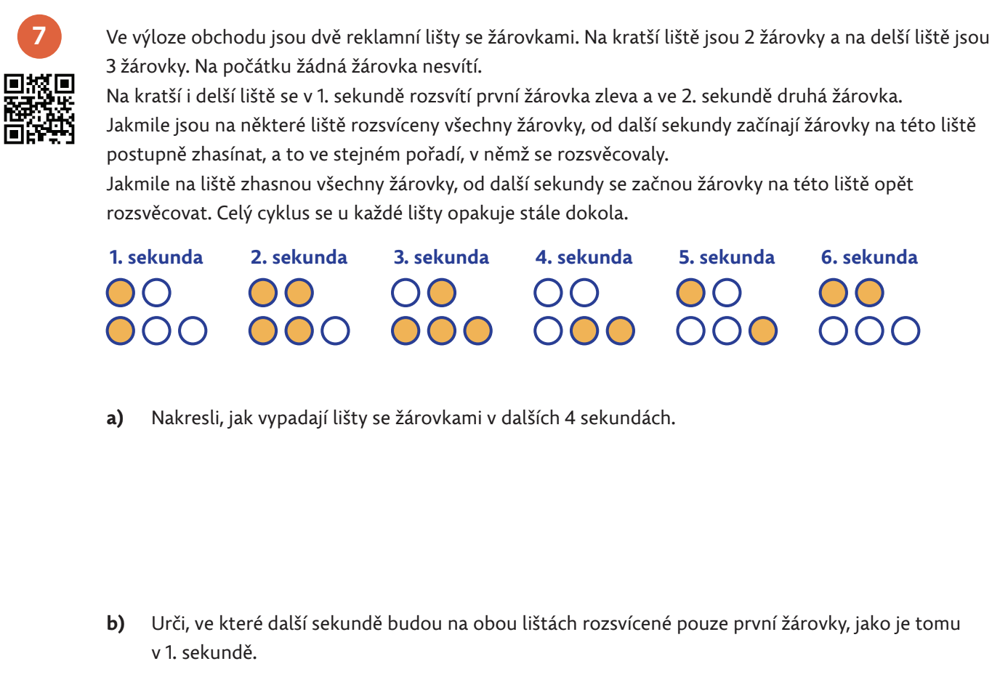 7
Ve výloze obchodu jsou dvě reklamní lišty se žárovkami. Na kratší liště jsou 2 žárovky a na delší liště jsou
3 žárovky. Na počátku žádná žárovka nesvítí.
Na kratší i delší liště se v 1. sekundě rozsvítí první žárovka zleva a ve 2. sekundě druhá žárovka.
Jakmile jsou na některé liště rozsvíceny všechny žárovky, od další sekundy začínají žárovky na této liště
postupně zhasínat, a to ve stejném pořadí, v němž se rozsvěcovaly.
Jakmile na liště zhasnou všechny žárovky, od další sekundy se začnou žárovky na této liště opět
rozsvěcovat. Celý cyklus se u každé lišty opakuje stále dokola.
1. sekunda 2. sekunda 3. sekunda 4. sekunda 5. sekunda 6. sekunda
a) Nakresli, jak vypadají lišty se žárovkami v dalších 4 sekundách.
b) Urči, ve které další sekundě budou na obou lištách rozsvícené pouze první žárovky, jako je tomu
v 1. sekundě.